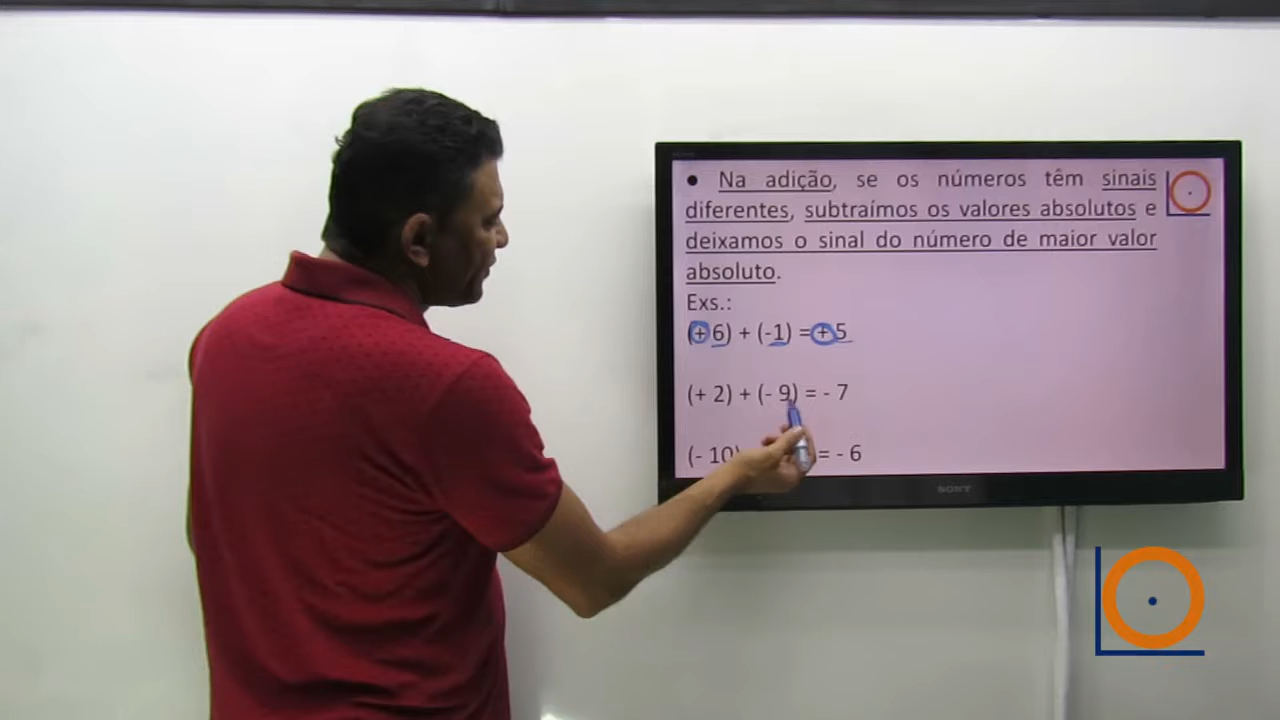 ● Na adição, se os números têm sinais
diferentes, subtraímos os valores absolutos e
deixamos o sinal do número de maior valor
absoluto.
Exs.:
(+ 6) + (-1) = + 5
(+ 2) + (- 9) = - 7
(- 10) = - 6
SONY